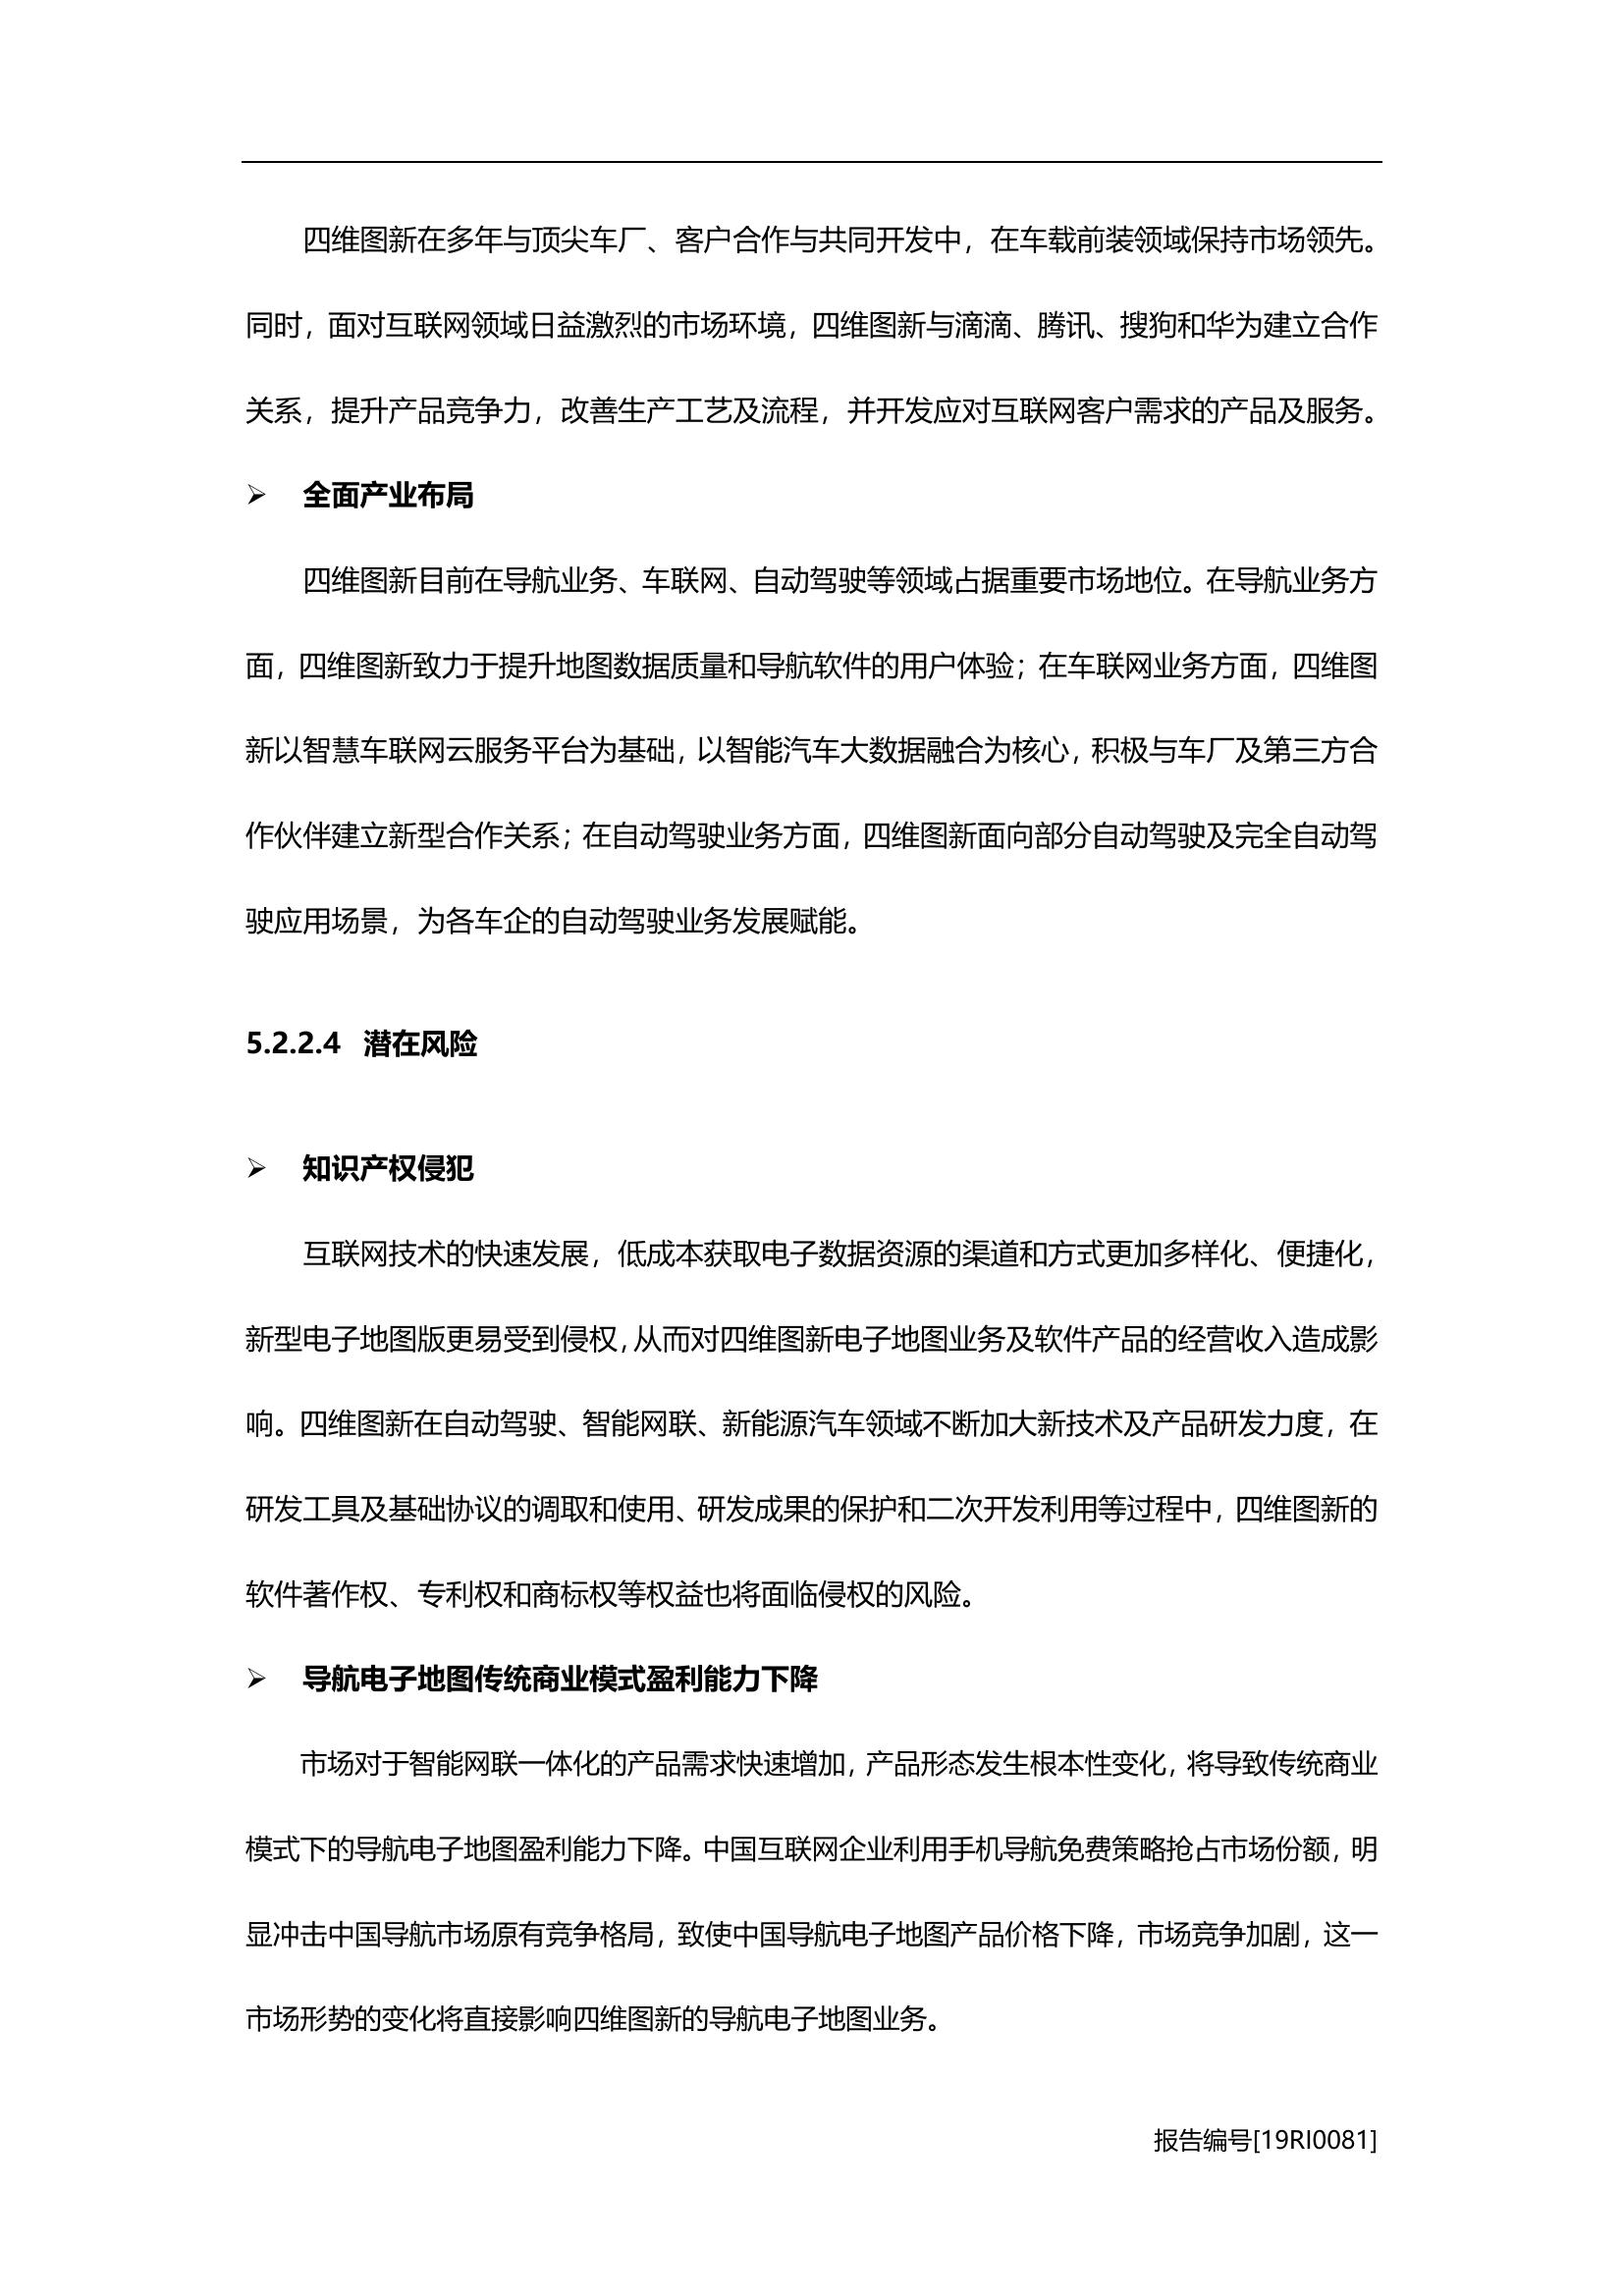 四维图新在多年与顶尖车厂、客户合作与共同开发中，在车载前装领域保持市场领先。
同时，面对互联网领域日益激烈的市场环境，四维图新与滴滴、腾讯、搜狗和华为建立合作
关系，提升产品竞争力，改善生产工艺及流程，并开发应对互联网客户需求的产品及服务。
➢ 全面产业布局
四维图新目前在导航业务、车联网、自动驾驶等领域占据重要市场地位。在导航业务方
面，四维图新致力于提升地图数据质量和导航软件的用户体验；在车联网业务方面，四维图
新以智慧车联网云服务平台为基础，以智能汽车大数据融合为核心，积极与车厂及第三方合
作伙伴建立新型合作关系；在自动驾驶业务方面，四维图新面向部分自动驾驶及完全自动驾
驶应用场景，为各车企的自动驾驶业务发展赋能。
5.2.2.4 潜在风险
➢ 知识产权侵犯
互联网技术的快速发展，低成本获取电子数据资源的渠道和方式更加多样化、便捷化，
新型电子地图版更易受到侵权，从而对四维图新电子地图业务及软件产品的经营收入造成影
响。四维图新在自动驾驶、智能网联、新能源汽车领域不断加大新技术及产品研发力度，在
研发工具及基础协议的调取和使用、研发成果的保护和二次开发利用等过程中，四维图新的
软件著作权、专利权和商标权等权益也将面临侵权的风险。
➢ 导航电子地图传统商业模式盈利能力下降
市场对于智能网联一体化的产品需求快速增加，产品形态发生根本性变化，将导致传统商业
模式下的导航电子地图盈利能力下降。中国互联网企业利用手机导航免费策略抢占市场份额，明
显冲击中国导航市场原有竞争格局，致使中国导航电子地图产品价格下降，市场竞争加剧，这一
市场形势的变化将直接影响四维图新的导航电子地图业务。
报告编号[19RI0081]